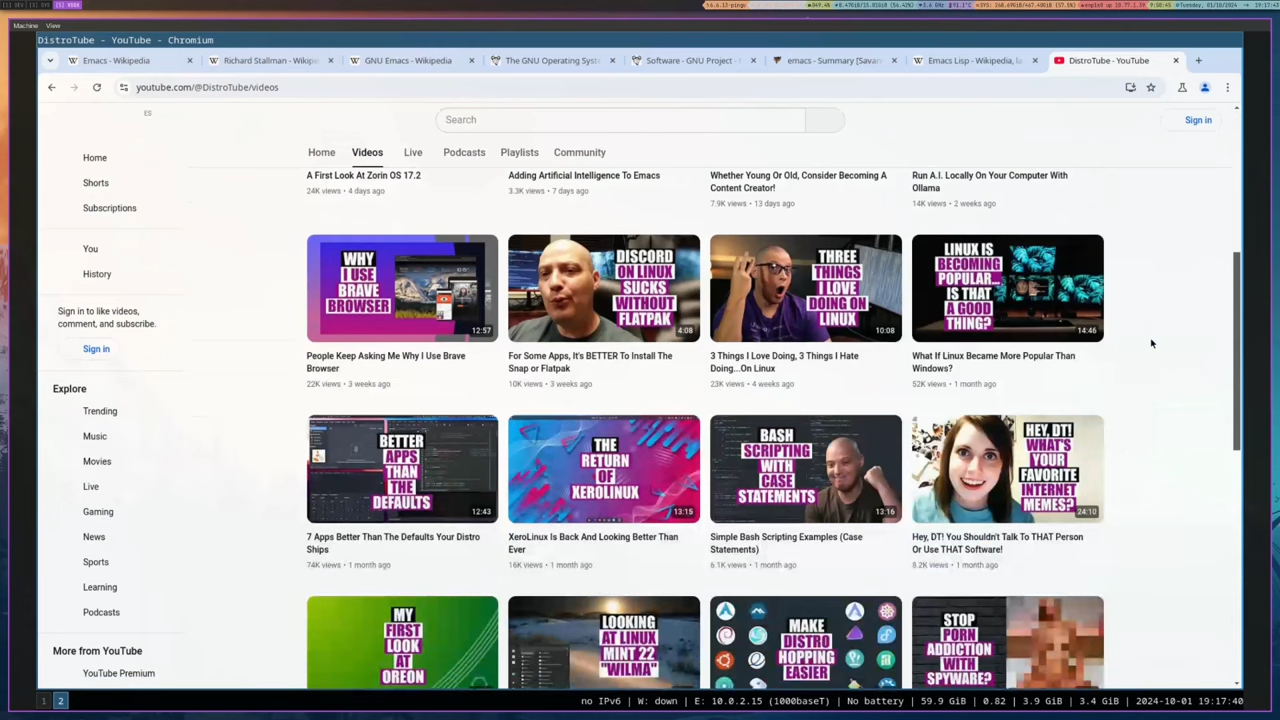 [1] DEV | [2] SYS | [5] BOOK
Machine View
DistroTube - YouTube - Chromium
Emacs - Wikipedia
Richard Stallman - Wikipe
GNU Emacs - Wikipedia
The GNU Operating Syst
Software - GNU Project -
emacs - Summary [Savan
Emacs Lisp - Wikipedia, la
DistroTube - YouTube
youtube.com/@DistroTube/videos
ES
Search
Sign in
Home
Videos
Live
Podcasts
Playlists
Community
Home
Shorts
Subscriptions
You
History
Sign in to like videos,
comment, and subscribe.
Sign in
Explore
Trending
Music
Movies
Live
Gaming
News
Sports
Learning
Podcasts
More from YouTube
YouTube Premium
A First Look At Zorin OS 17.2
24K views • 4 days ago
Adding Artificial Intelligence To Emacs
3.3K views • 7 days ago
Whether Young Or Old, Consider Becoming A
Content Creator!
7.9K views • 13 days ago
Run A.I. Locally On Your Computer With
Ollama
14K views • 2 weeks ago
WHY
I USE
BRAVE
BROWSER
12:57
People Keep Asking Me Why I Use Brave
Browser
22K views • 3 weeks ago
DISCORD
ON LINUX
SUCKS
WITHOUT
FLATPAK
4:08
For Some Apps, It's BETTER To Install The
Snap or Flatpak
10K views • 3 weeks ago
THREE
THINGS
I LOVE
DOING ON
LINUX
10:08
3 Things I Love Doing, 3 Things I Hate
Doing...On Linux
23K views • 4 weeks ago
LINUX IS
BECOMING
POPULAR...
IS THAT
A GOOD
THING?
14:46
What If Linux Became More Popular Than
Windows?
52K views • 1 month ago
BETTER
APPS
THAN
THE
DEFAULTS
12:43
7 Apps Better Than The Defaults Your Distro
Ships
74K views • 1 month ago
THE
RETURN
OF
XEROLINUX
13:15
XeroLinux Is Back And Looking Better Than
Ever
16K views • 1 month ago
BASH
SCRIPTING
WITH
CASE
STATEMENTS
13:16
Simple Bash Scripting Examples (Case
Statements)
6.1K views • 1 month ago
HEY, DT!
WHAT'S
YOUR
FAVORITE
INTERNET
MEMES?
24:10
Hey, DT! You Shouldn't Talk To THAT Person
Or Use THAT Software!
8.2K views • 1 month ago
MY
FIRST
LOOK
AT
OREON
LOOKING
AT LINUX
MINT 22
"WILMA"
MAKE
DISTRO
HOPPING
EASIER
STOP
PORN
ADDICTION
WITH
SPYWARE?
1 2
no IPv6 | W: down | E: 10.0.2.15 (1000baseT) | No battery | 59.9 GiB | 0.82 | 3.9 GiB | 3.4 GiB | 2024-10-01 19:17:40